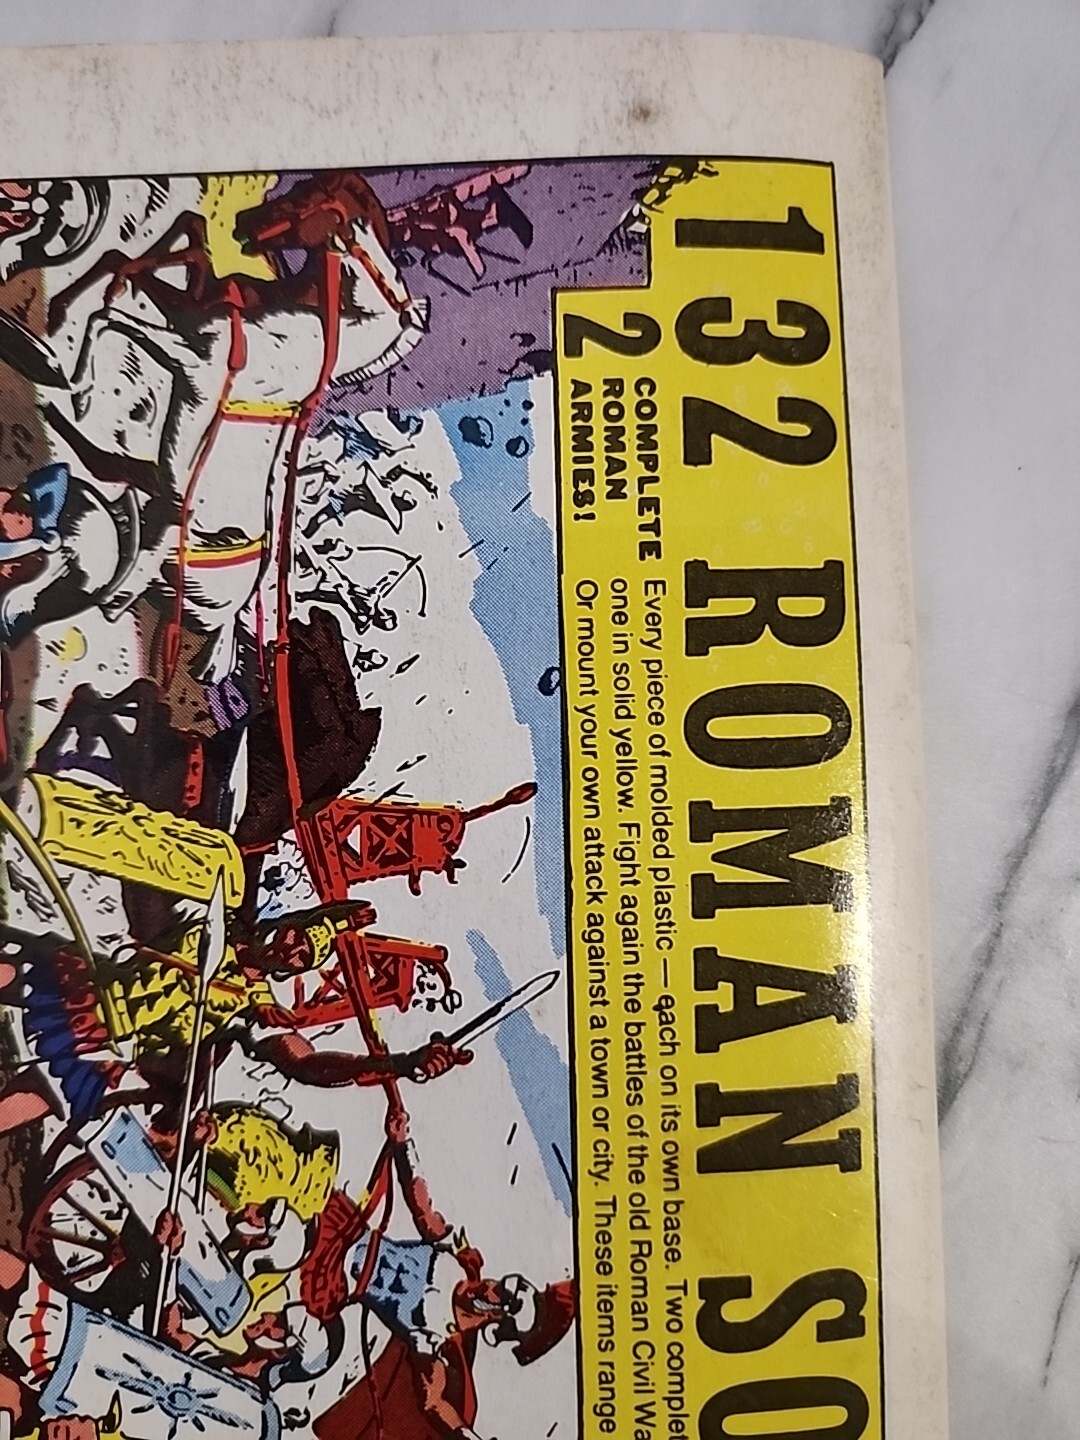 132 ROMAN SO
2 COMPLETE
ROMAN
ARMIES!
Every piece of molded plastic — each on its own base. Two complet
one in solid yellow. Fight again the battles of the old Roman Civil Wa
Or mount your own attack against a town or city. These items range